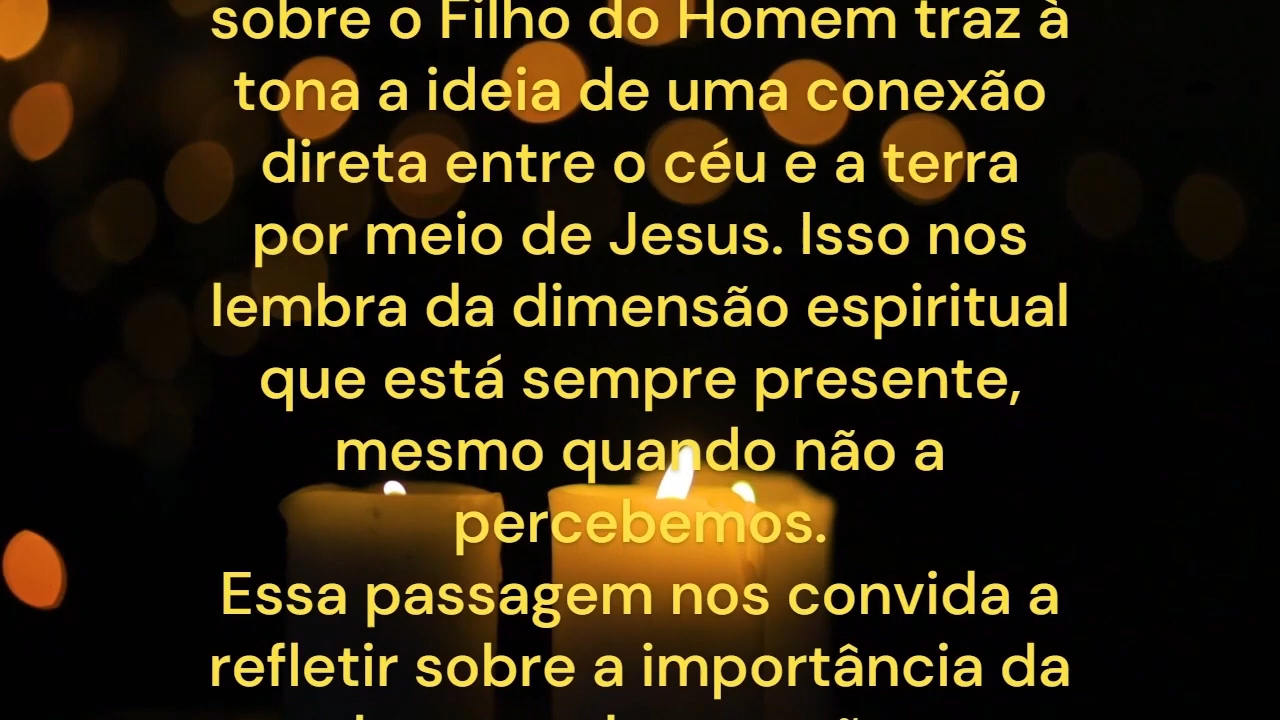 sobre o Filho do Homem traz à
tona a ideia de uma conexão
direta entre o céu e a terra
por meio de Jesus. Isso nos
lembra da dimensão espiritual
que está sempre presente,
mesmo quando não a
percebemos.
Essa passagem nos convida a
refletir sobre a importância da